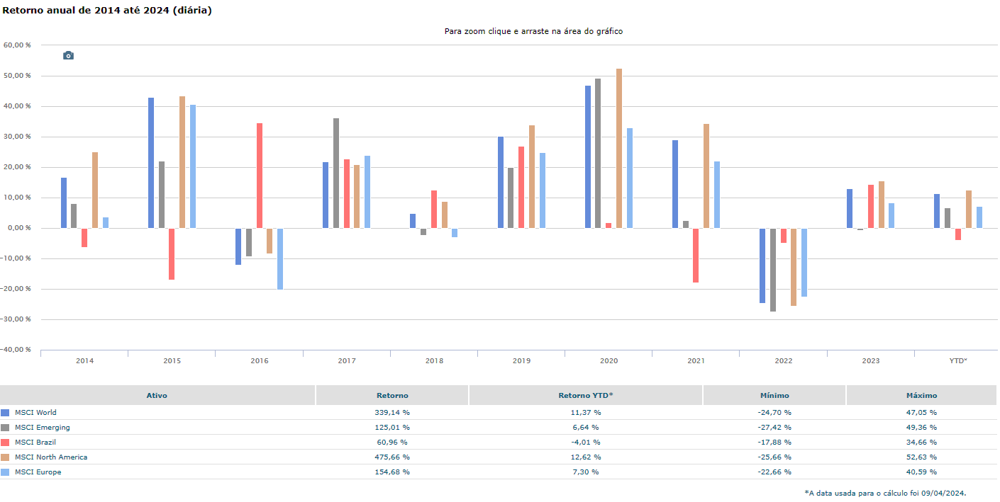 Retorno anual de 2014 até 2024 (diária)
Para zoom clique e arraste na área do gráfico
60,00 %
50,00 %
40,00 %
30,00 %
20,00 %
10,00 %
0,00 %
-10,00 %
-20,00 %
-30,00 %
-40,00 %
2014 2015 2016 2017 2018 2019 2020 2021 2022 2023 YTD*
Ativo Retorno Retorno YTD* Mínimo Máximo
MSCI World 339,14 % 11,37 % -24,70 % 47,05 %
MSCI Emerging 125,01 % 6,64 % -27,42 % 49,36 %
MSCI Brazil 60,96 % -4,01 % -17,88 % 34,66 %
MSCI North America 475,66 % 12,62 % -25,66 % 52,63 %
MSCI Europe 154,68 % 7,30 % -22,66 % 40,59 %
*A data usada para o cálculo foi 09/04/2024.